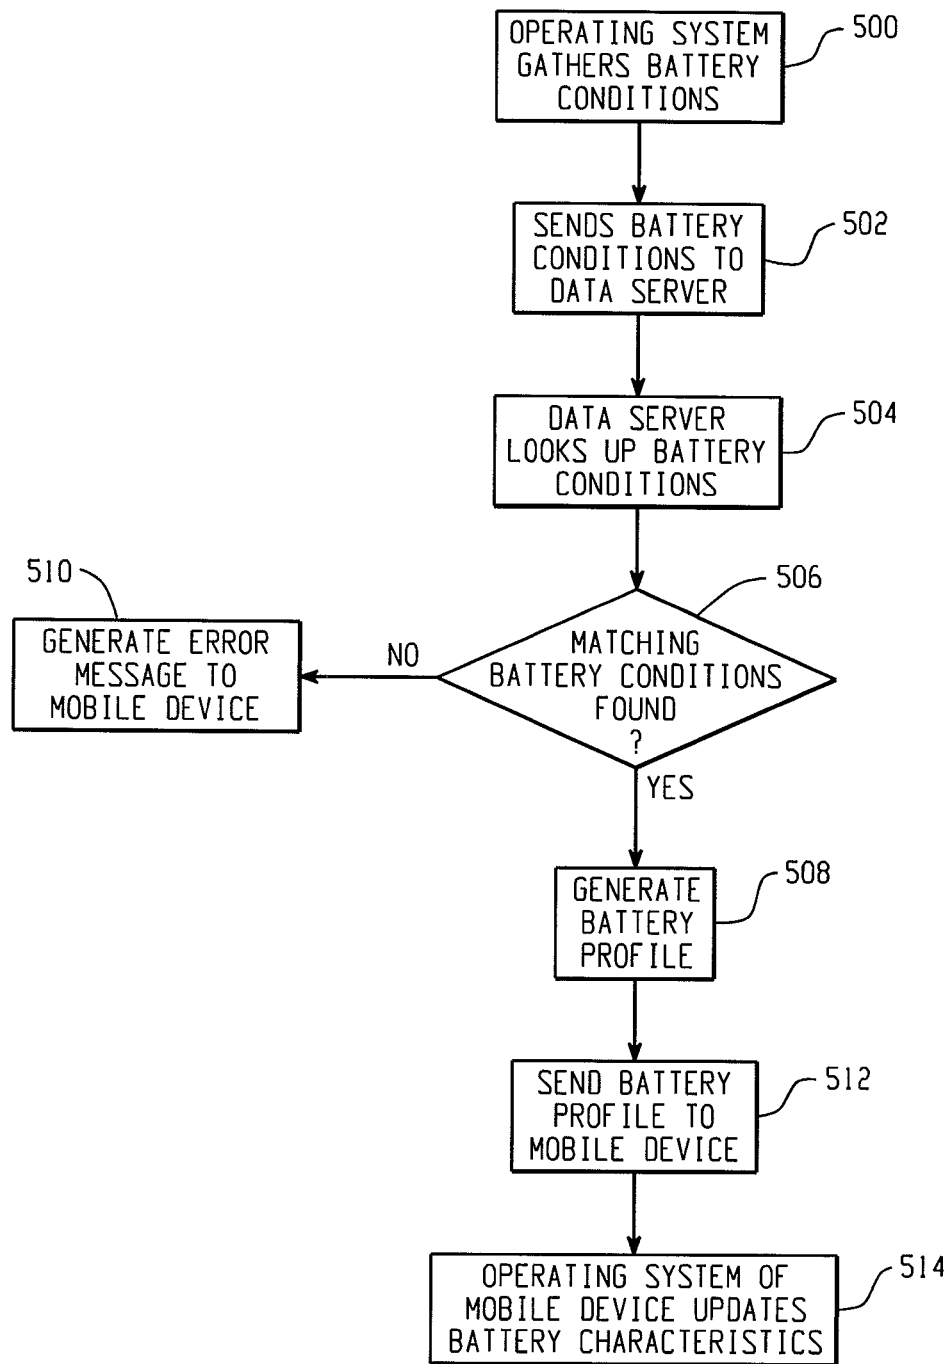 OPERATING SYSTEM
GATHERS BATTERY
CONDITIONS
500
SENDS BATTERY
CONDITIONS TO
DATA SERVER
502
DATA SERVER
LOOKS UP BATTERY
CONDITIONS
504
510
GENERATE ERROR
MESSAGE TO
MOBILE DEVICE
NO
506
MATCHING
BATTERY CONDITIONS
FOUND
?
YES
GENERATE
BATTERY
PROFILE
508
SEND BATTERY
PROFILE TO
MOBILE DEVICE
512
OPERATING SYSTEM OF
MOBILE DEVICE UPDATES
BATTERY CHARACTERISTICS
514